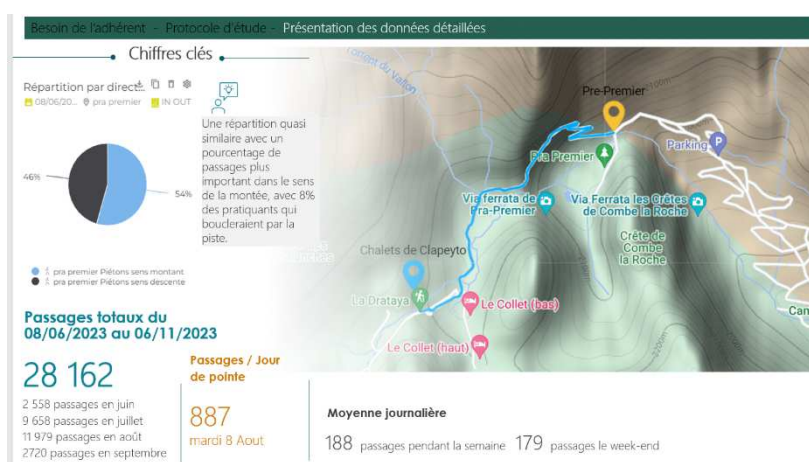 Besoin de l'adhérent - Protocole d'étude - Présentation des données détaillées
Chiffres clés
Répartition par direct...
08/06/20... pra premier IN OUT
46%
54%
pra premier Piétons sens montant
pra premier Piétons sens descente
Une répartition quasi
similaire avec un
pourcentage de
passages plus
important dans le sens
de la montée, avec 8%
des pratiquants qui
boucleraient par la
piste.
Torrent du Vallon
Pre-Premier
Pra Premier
Parking
Via ferrata de
Pra-Premier
Via Ferrata les Crêtes
de Combe la Roche
Crête de
Combe
la Roche
Chalets de Clapeyto
La Drataya
Le Collet (bas)
Le Collet (haut)
Can
2200m
Passages totaux du
08/06/2023 au 06/11/2023
28 162
2 558 passages en juin
9 658 passages en juillet
11 979 passages en août
2720 passages en septembre
Passages / Jour
de pointe
887
mardi 8 Aout
Moyenne journalière
188 passages pendant la semaine 179 passages le week-end